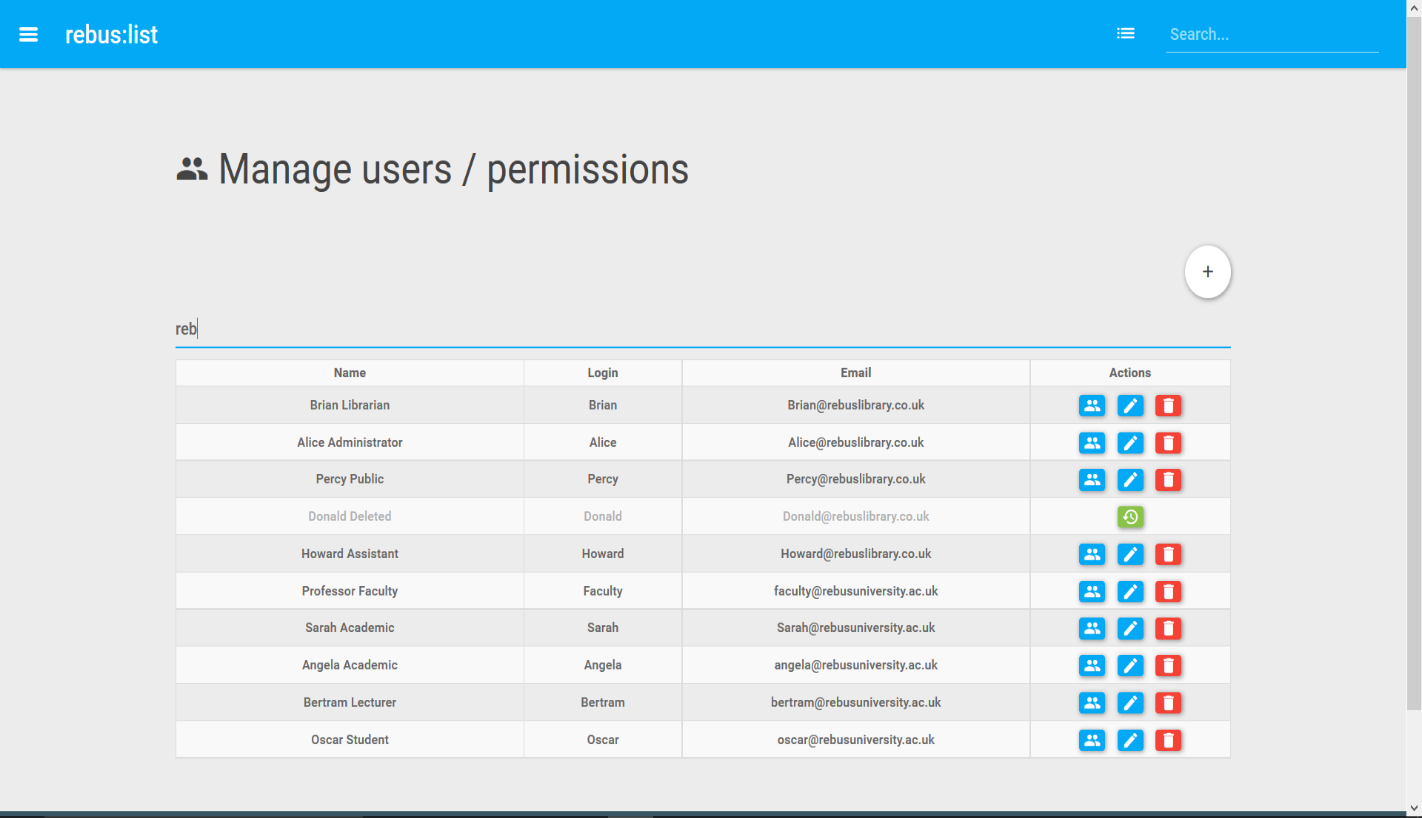 rebus:list
Search...
Manage users / permissions
+
reb
Name Login Email Actions
Brian Librarian Brian Brian@rebuslibrary.co.uk
Alice Administrator Alice Alice@rebuslibrary.co.uk
Percy Public Percy Percy@rebuslibrary.co.uk
Donald Deleted Donald Donald@rebuslibrary.co.uk
Howard Assistant Howard Howard@rebuslibrary.co.uk
Professor Faculty Faculty faculty@rebusuniversity.ac.uk
Sarah Academic Sarah Sarah@rebusuniversity.ac.uk
Angela Academic Angela angela@rebusuniversity.ac.uk
Bertram Lecturer Bertram bertram@rebusuniversity.ac.uk
Oscar Student Oscar oscar@rebusuniversity.ac.uk